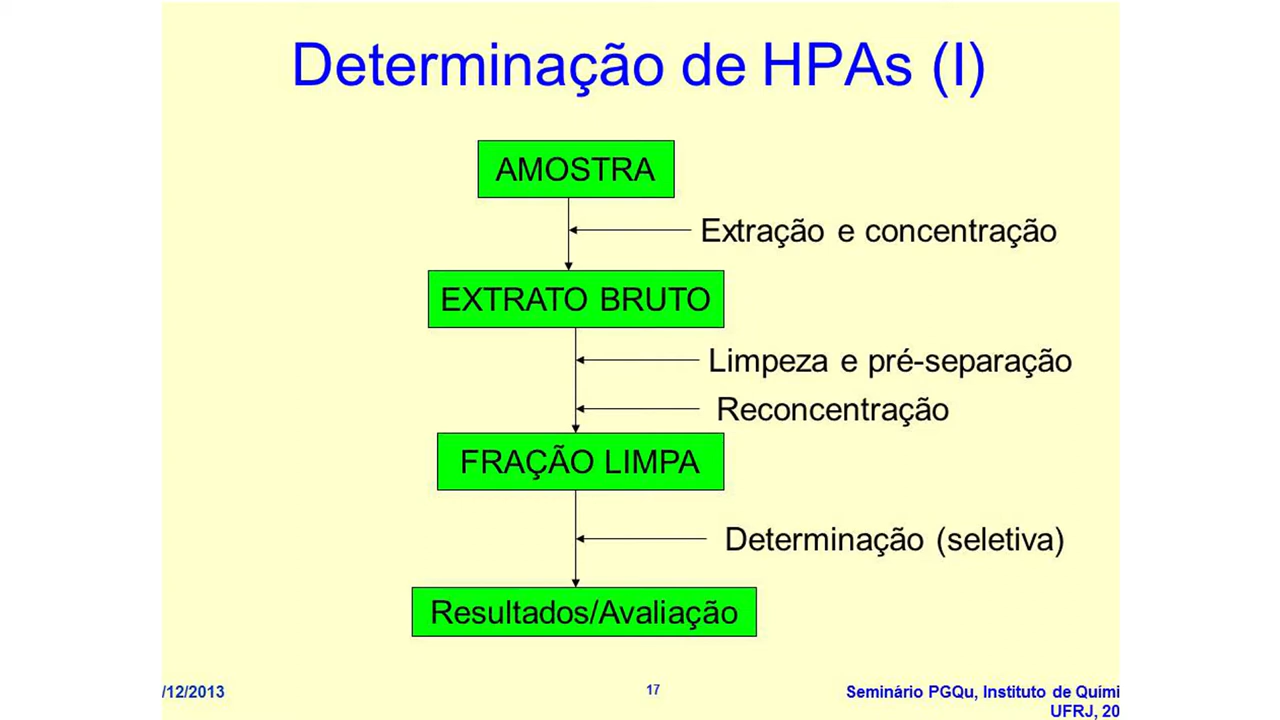 Determinação de HPAs (I)
AMOSTRA
Extração e concentração
EXTRATO BRUTO
Limpeza e pré-separação
Reconcentração
FRAÇÃO LIMPA
Determinação (seletiva)
Resultados/Avaliação
/12/2013
17
Seminário PGQu, Instituto de Quími
UFRJ, 20